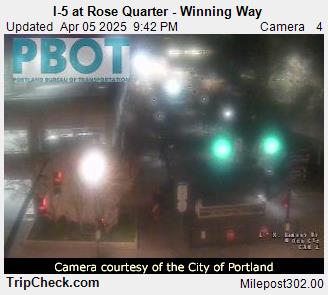 I-5 at Rose Quarter - Winning Way
Updated Apr 05 2025 9:42 PM Camera 4
PBOT
PORTLAND BUREAU OF TRANSPORTATION
Camera courtesy of the City of Portland
TripCheck.com Milepost302.00